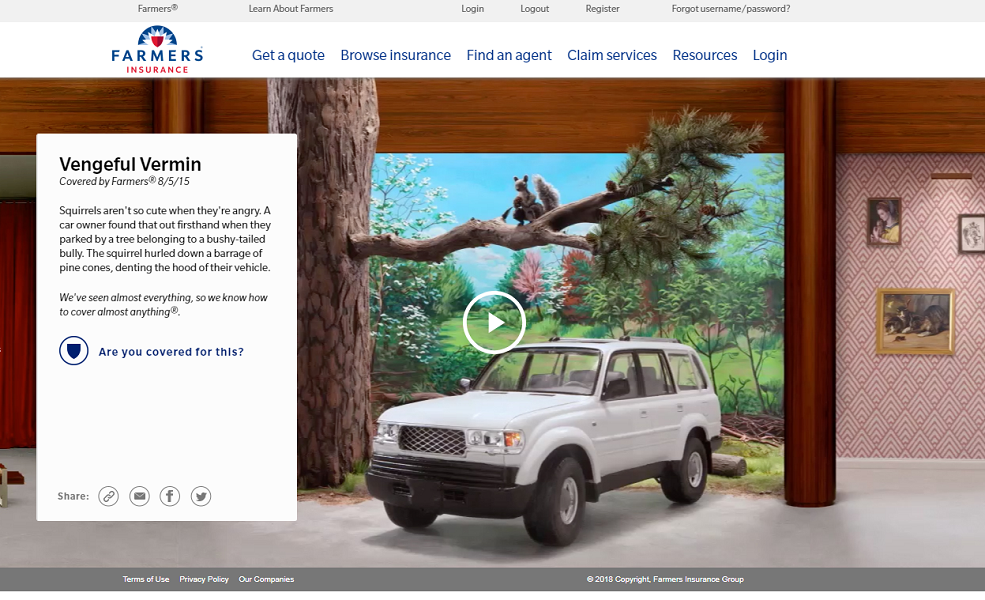 Farmers® Learn About Farmers Login Logout Register Forgot username/password?
FARMERS
INSURANCE
Get a quote Browse insurance Find an agent Claim services Resources Login
Vengeful Vermin
Covered by Farmers® 8/5/15
Squirrels aren't so cute when they're angry. A
car owner found that out firsthand when they
parked by a tree belonging to a bushy-tailed
bully. The squirrel hurled down a barrage of
pine cones, denting the hood of their vehicle.
We've seen almost everything, so we know how
to cover almost anything®.
Are you covered for this?
Share:
Terms of Use Privacy Policy Our Companies © 2018 Copyright, Farmers Insurance Group